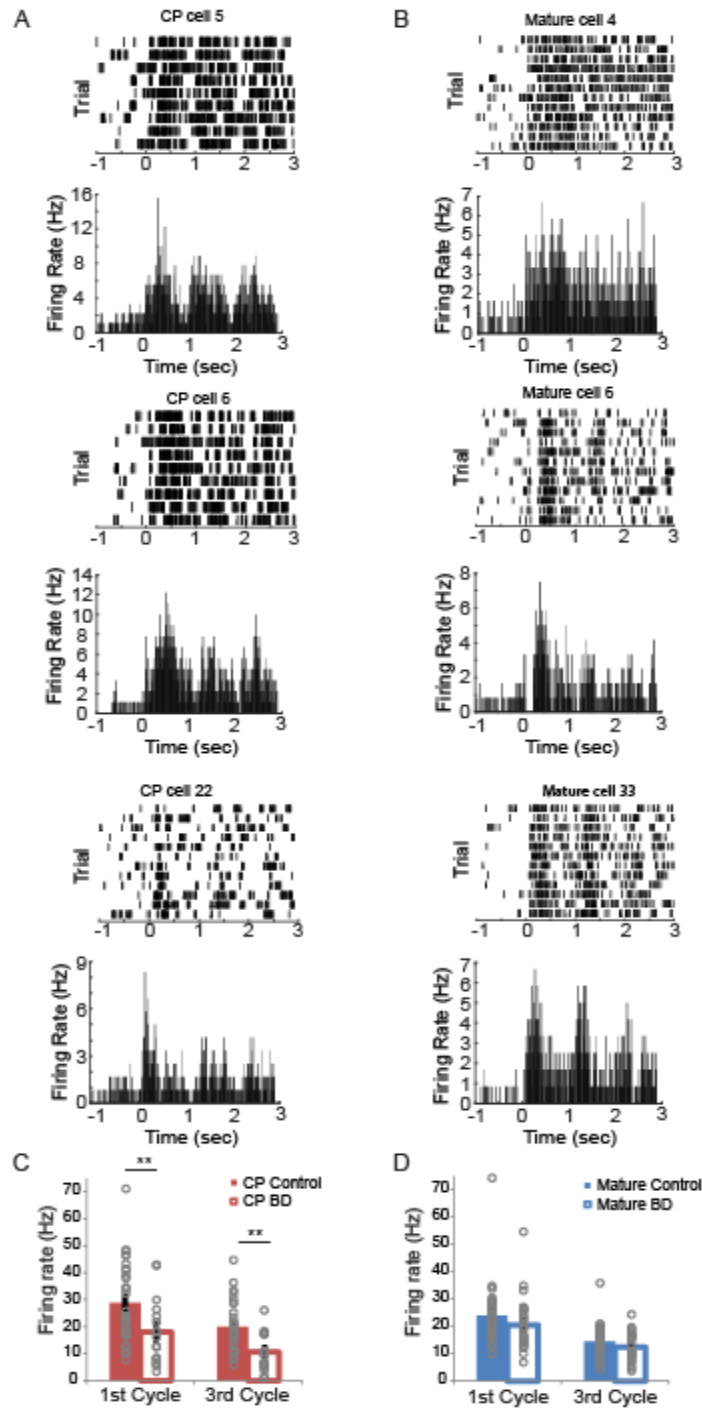 A
CP cell 5
Trial
-1 0 1 2 3
16
12
8
4
0
Firing Rate (Hz)
-1 0 1 2 3
Time (sec)
CP cell 6
Trial
-1 0 1 2 3
14
12
10
8
6
4
2
0
Firing Rate (Hz)
-1 0 1 2 3
Time (sec)
CP cell 22
Trial
-1 0 1 2 3
9
6
3
0
Firing Rate (Hz)
-1 0 1 2 3
Time (sec)
B
Mature cell 4
Trial
-1 0 1 2 3
7
6
5
4
3
2
1
0
Firing Rate (Hz)
-1 0 1 2 3
Time (sec)
Mature cell 6
Trial
-1 0 1 2 3
8
6
4
2
0
Firing Rate (Hz)
-1 0 1 2 3
Time (sec)
Mature cell 33
Trial
-1 0 1 2 3
7
6
5
4
3
2
1
0
Firing Rate (Hz)
-1 0 1 2 3
Time (sec)
C
**
**
CP Control
CP BD
70
60
50
40
30
20
10
0
Firing rate (Hz)
1st Cycle 3rd Cycle
D
Mature Control
Mature BD
70
60
50
40
30
20
10
0
Firing rate (Hz)
1st Cycle 3rd Cycle